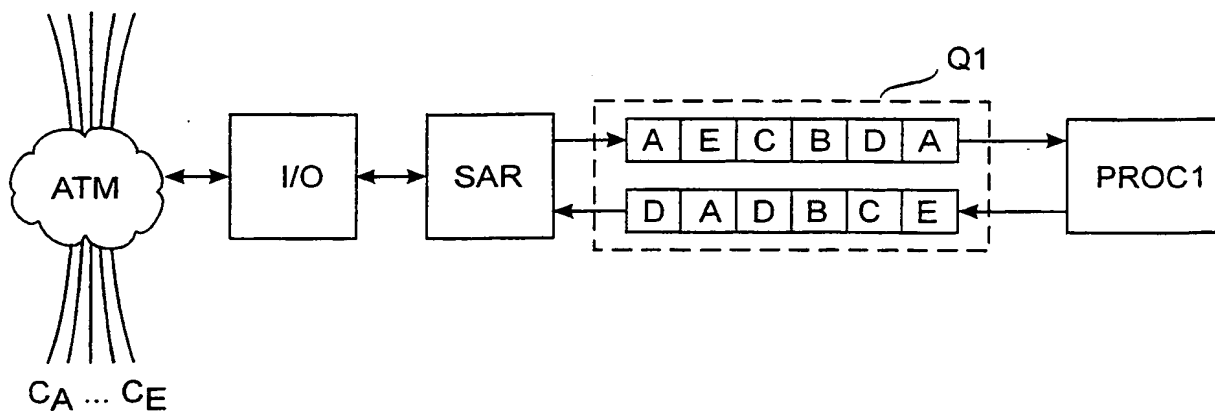 Q1
A E C B D A
ATM I/O SAR PROC1
D A D B C E
CA ... CE